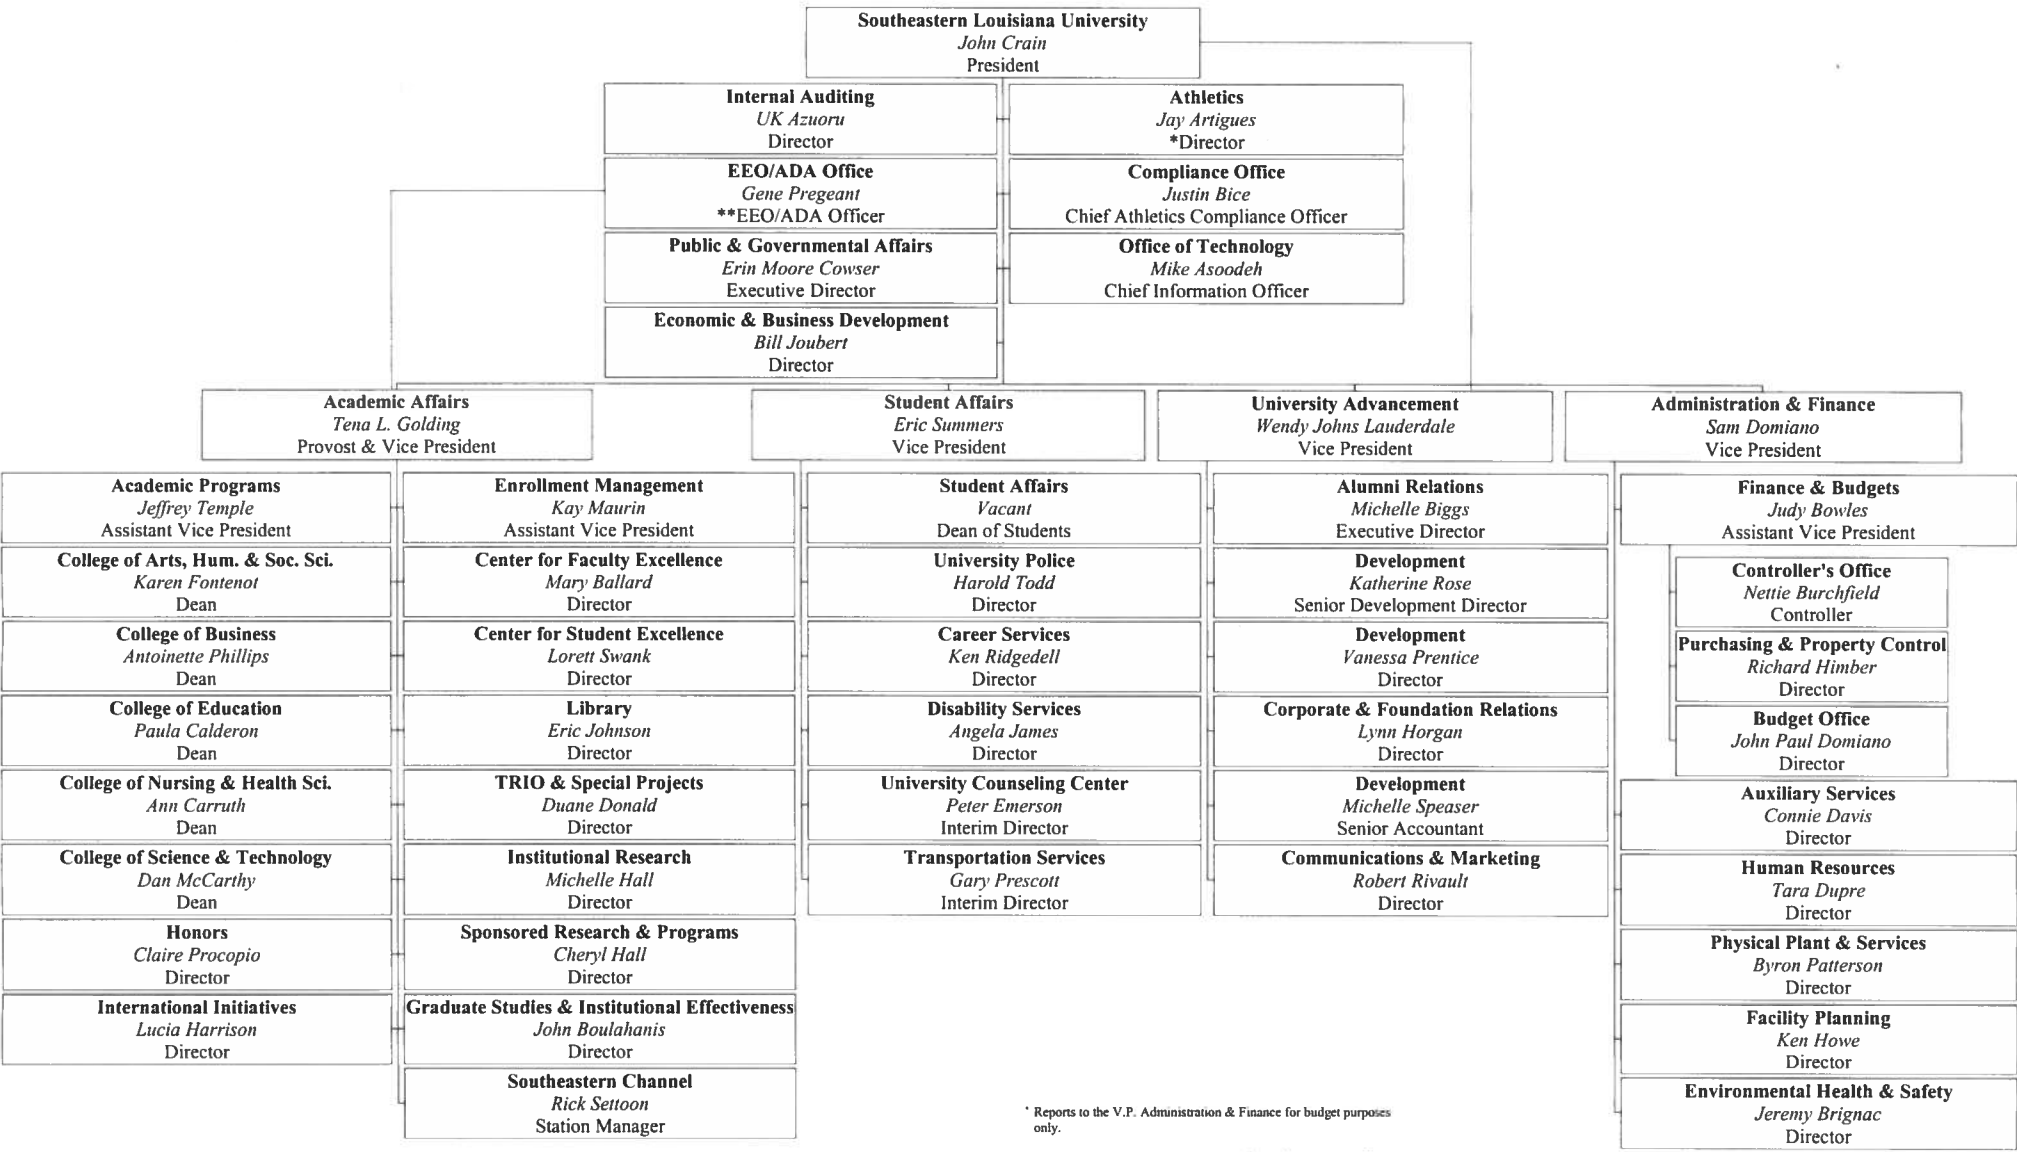 Southeastern Louisiana University
John Crain
President
Internal Auditing
UK Azuoru
Director
Athletics
Jay Artigues
*Director
EEO/ADA Office
Gene Pregeant
**EEO/ADA Officer
Compliance Office
Justin Bice
Chief Athletics Compliance Officer
Public & Governmental Affairs
Erin Moore Cowser
Executive Director
Office of Technology
Mike Asoodeh
Chief Information Officer
Economic & Business Development
Bill Joubert
Director
Academic Affairs
Tena L. Golding
Provost & Vice President
Student Affairs
Eric Summers
Vice President
University Advancement
Wendy Johns Lauderdale
Vice President
Administration & Finance
Sam Domiano
Vice President
Academic Programs
Jeffrey Temple
Assistant Vice President
College of Arts, Hum. & Soc. Sci.
Karen Fontenot
Dean
College of Business
Antoinette Phillips
Dean
College of Education
Paula Calderon
Dean
College of Nursing & Health Sci.
Ann Carruth
Dean
College of Science & Technology
Dan McCarthy
Dean
Honors
Claire Procopio
Director
International Initiatives
Lucia Harrison
Director
Enrollment Management
Kay Maurin
Assistant Vice President
Center for Faculty Excellence
Mary Ballard
Director
Center for Student Excellence
Lorett Swank
Director
Library
Eric Johnson
Director
TRIO & Special Projects
Duane Donald
Director
Institutional Research
Michelle Hall
Director
Sponsored Research & Programs
Cheryl Hall
Director
Graduate Studies & Institutional Effectiveness
John Boulahanis
Director
Southeastern Channel
Rick Settoon
Station Manager
Student Affairs
Vacant
Dean of Students
University Police
Harold Todd
Director
Career Services
Ken Ridgedell
Director
Disability Services
Angela James
Director
University Counseling Center
Peter Emerson
Interim Director
Transportation Services
Gary Prescott
Interim Director
Alumni Relations
Michelle Biggs
Executive Director
Development
Katherine Rose
Senior Development Director
Development
Vanessa Prentice
Director
Corporate & Foundation Relations
Lynn Horgan
Director
Development
Michelle Speaser
Senior Accountant
Communications & Marketing
Robert Rivault
Director
Finance & Budgets
Judy Bowles
Assistant Vice President
Controller's Office
Nettie Burchfield
Controller
Purchasing & Property Control
Richard Himber
Director
Budget Office
John Paul Domiano
Director
Auxiliary Services
Connie Davis
Director
Human Resources
Tara Dupre
Director
Physical Plant & Services
Byron Patterson
Director
Facility Planning
Ken Howe
Director
Environmental Health & Safety
Jeremy Brignac
Director
* Reports to the V.P. Administration & Finance for budget purposes
only.